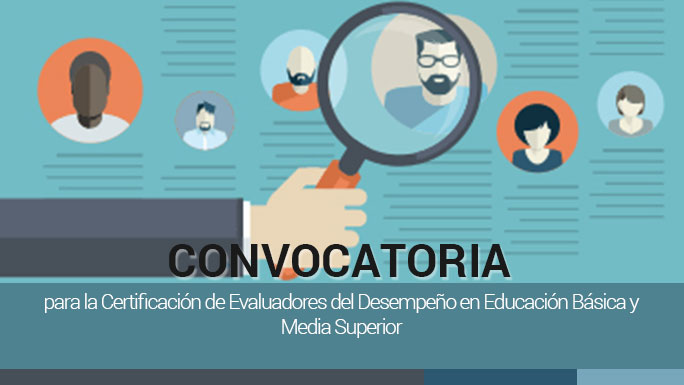 CONVOCATORIA
para la Certificación de Evaluadores del Desempeño en Educación Básica y
Media Superior